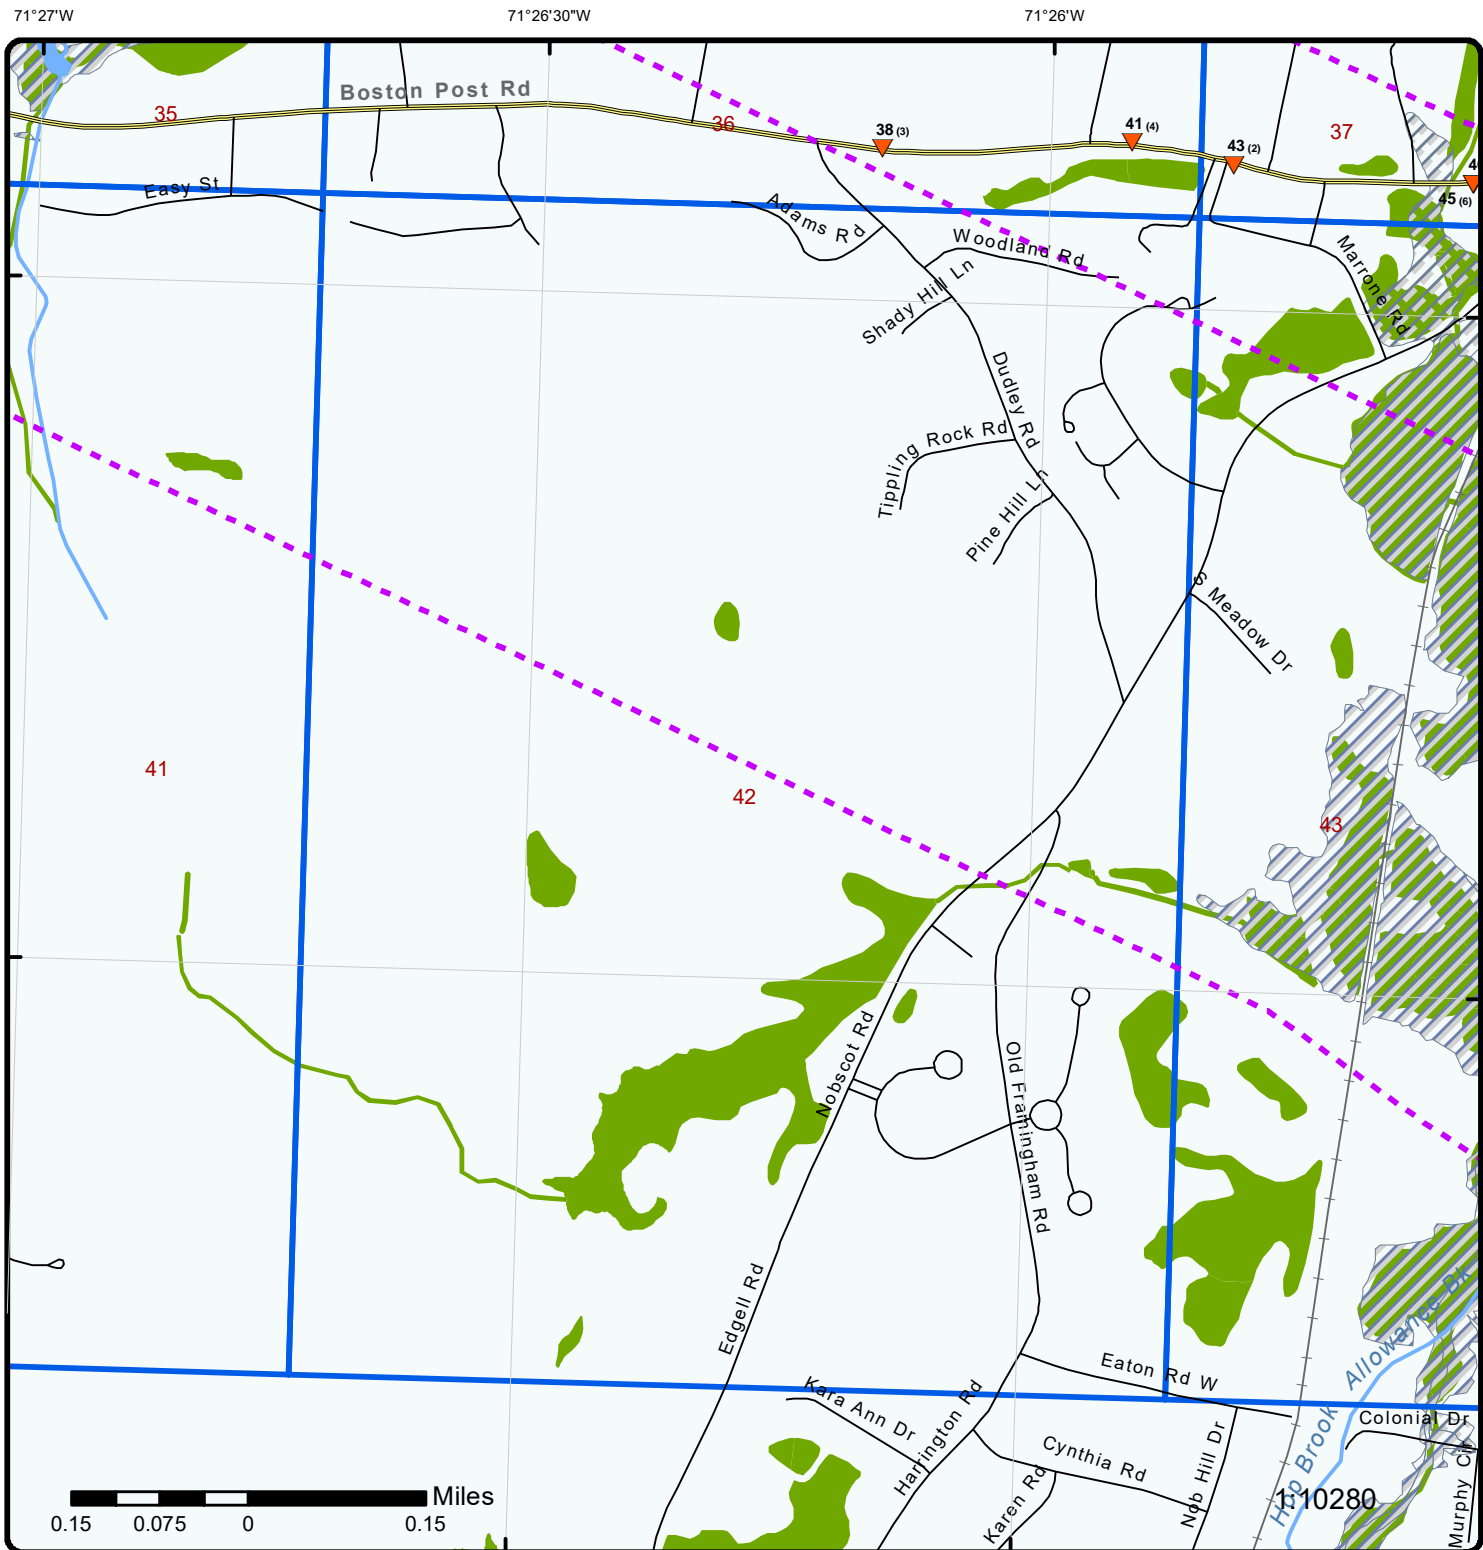 71°27'W
71°26'30"W
71°26'W
Boston Post Rd
35
36
37
38 (3)
41 (4)
43 (2)
45 (6)
Easy St
Adams Rd
Woodland Rd
Shady Hill Ln
Marrone Rd
Dudley Rd
Tippling Rock Rd
Pine Hill Ln
S Meadow Dr
41
42
43
Nobscot Rd
Old Framingham Rd
Edgell Rd
Eaton Rd W
Allowance Bk
Kara Ann Dr
Harrington Rd
Cynthia Rd
Karen Rd
Nob Hill Dr
Hop Brook
Colonial Dr
Murphy Cir
Miles
0.15 0.075 0 0.15
1:10280